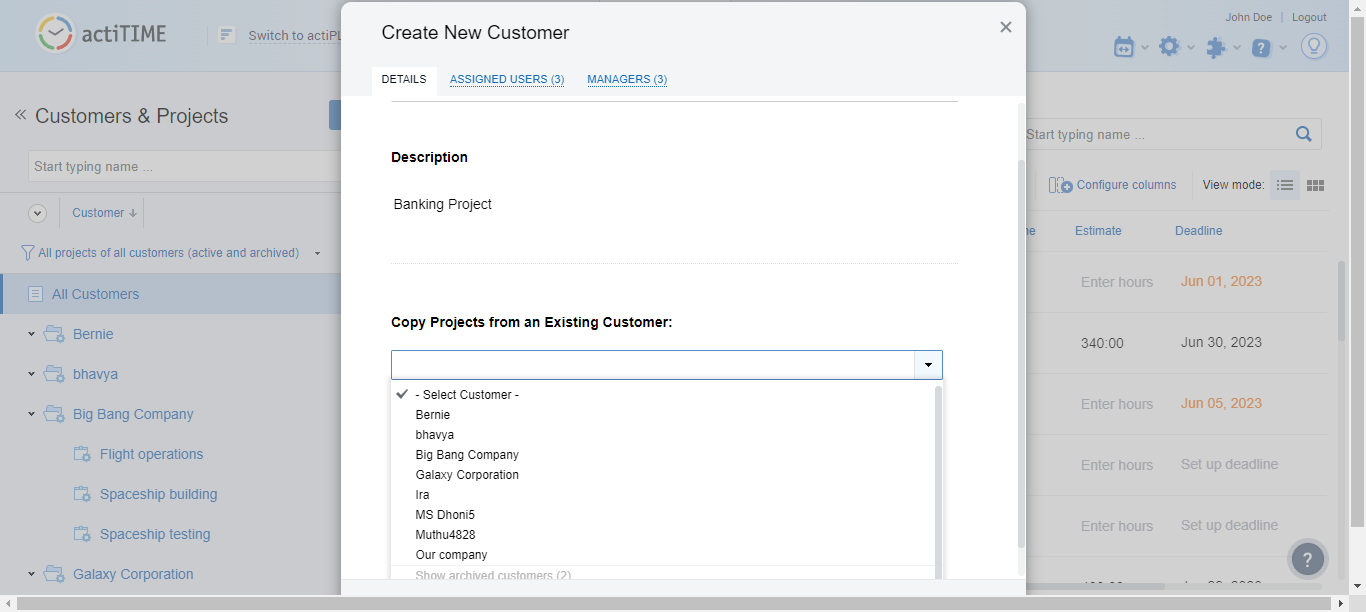 actiTIME
Switch to actiPL
John Doe | Logout
Create New Customer
DETAILS
ASSIGNED USERS (3)
MANAGERS (3)
Customers & Projects
Start typing name ...
Customer
All projects of all customers (active and archived)
All Customers
Bernie
bhavya
Big Bang Company
Flight operations
Spaceship building
Spaceship testing
Galaxy Corporation
Description
Banking Project
Copy Projects from an Existing Customer:
- Select Customer -
Bernie
bhavya
Big Bang Company
Galaxy Corporation
Ira
MS Dhoni5
Muthu4828
Our company
Show archived customers (2)
Start typing name ...
Configure columns
View mode:
Estimate
Deadline
Enter hours
Jun 01, 2023
340:00
Jun 30, 2023
Enter hours
Jun 05, 2023
Enter hours
Set up deadline
Enter hours
Set up deadline